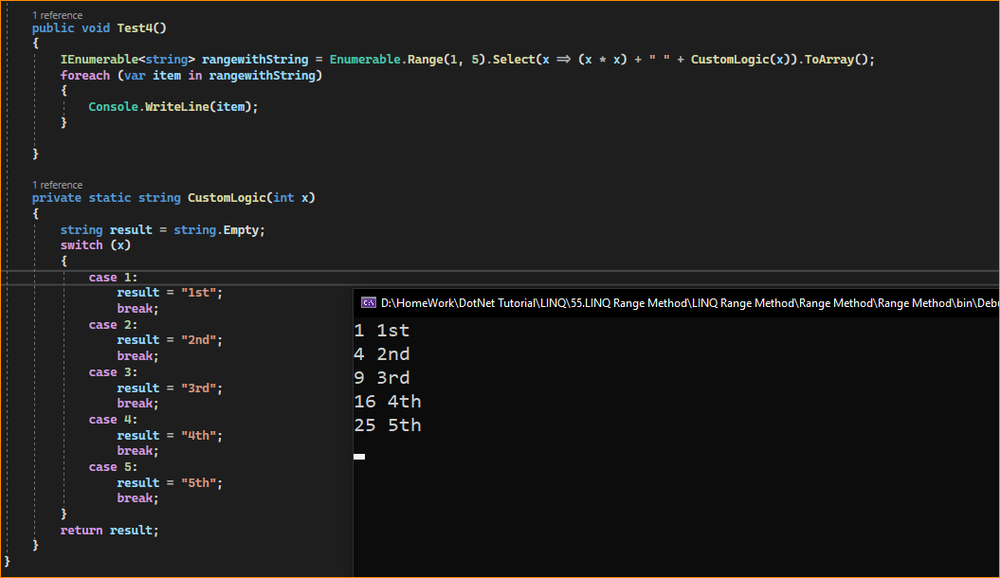 1 reference
public void Test4()
{
IEnumerable<string> rangewithString = Enumerable.Range(1, 5).Select(x => (x * x) + " " + CustomLogic(x)).ToArray();
foreach (var item in rangewithString)
{
Console.WriteLine(item);
}
}
1 reference
private static string CustomLogic(int x)
{
string result = string.Empty;
switch (x)
{
case 1:
result = "1st";
break;
case 2:
result = "2nd";
break;
case 3:
result = "3rd";
break;
case 4:
result = "4th";
break;
case 5:
result = "5th";
break;
}
return result;
}
}
D:\HomeWork\DotNet Tutorial\LINQ\55.LINQ Range Method\LINQ Range Method\Range Method\Range Method\bin\Debu
1 1st
4 2nd
9 3rd
16 4th
25 5th